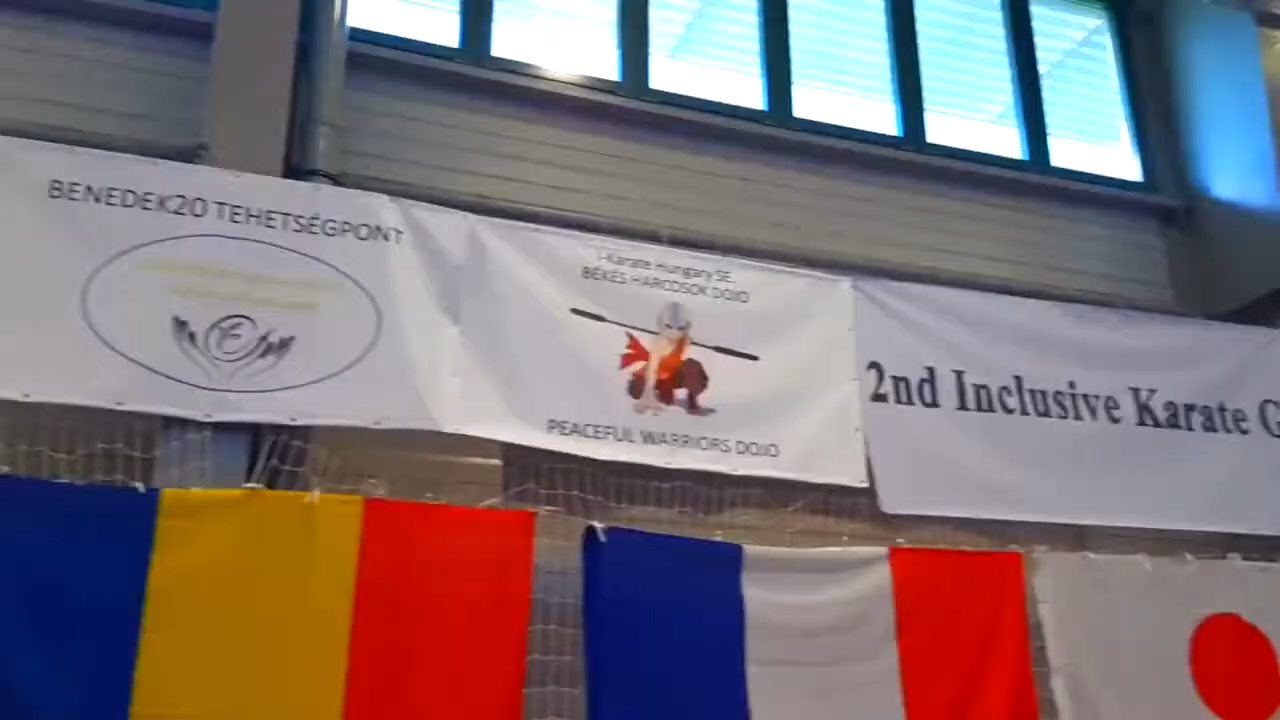 BENEDEK20 TEHETSÉGPONT
I-Karate Hungary SE.
BÉKÉS HARCOSOK DOJO
PEACEFUL WARRIORS DOJO
2nd Inclusive Karate G